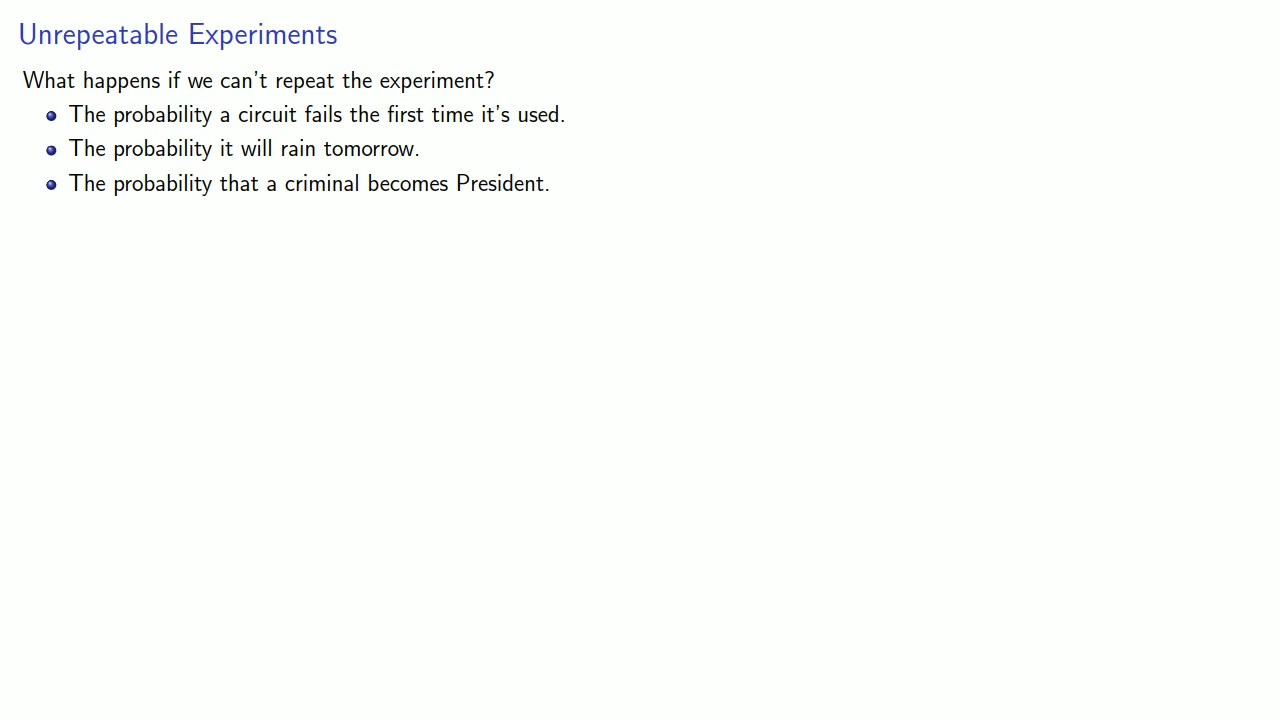 Unrepeatable Experiments
What happens if we can't repeat the experiment?
The probability a circuit fails the first time it's used.
The probability it will rain tomorrow.
The probability that a criminal becomes President.